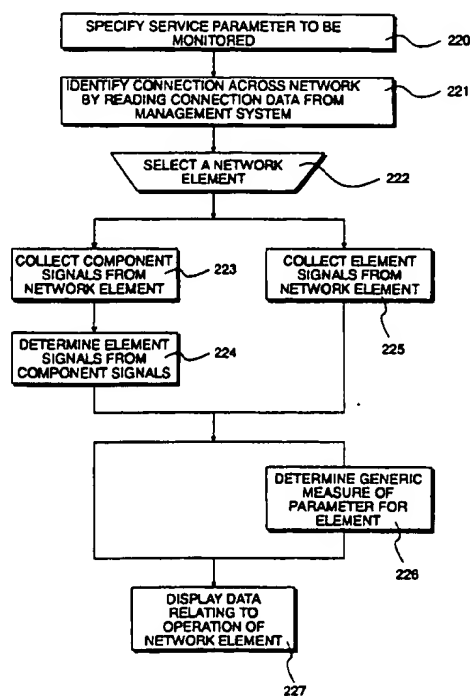 SPECIFY SERVICE PARAMETER TO BE
MONITORED
220
IDENTIFY CONNECTION ACROSS NETWORK
BY READING CONNECTION DATA FROM
MANAGEMENT SYSTEM
221
SELECT A NETWORK
ELEMENT
222
COLLECT COMPONENT
SIGNALS FROM
NETWORK ELEMENT
223
COLLECT ELEMENT
SIGNALS FROM
NETWORK ELEMENT
225
DETERMINE ELEMENT
SIGNALS FROM
COMPONENT SIGNALS
224
DETERMINE GENERIC
MEASURE OF
PARAMETER FOR
ELEMENT
226
DISPLAY DATA
RELATING TO
OPERATION OF
NETWORK ELEMENT
227